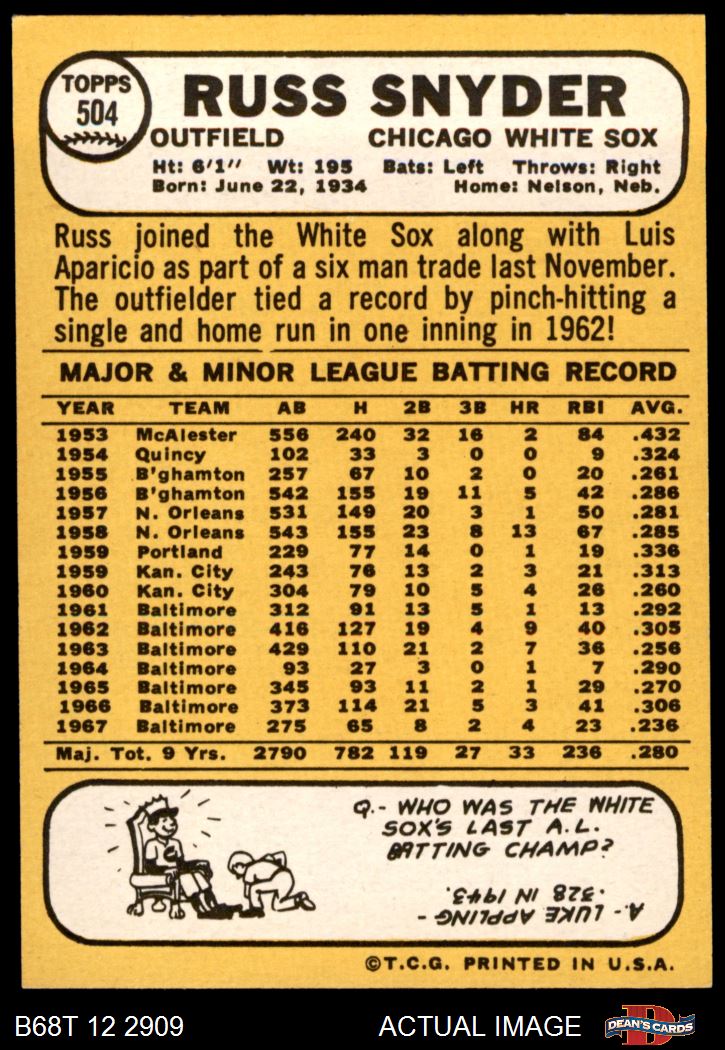 TOPPS
504
RUSS SNYDER
OUTFIELD CHICAGO WHITE SOX
Ht: 6'1" Wt: 195 Bats: Left Throws: Right
Born: June 22, 1934 Home: Nelson, Neb.
Russ joined the White Sox along with Luis
Aparicio as part of a six man trade last November.
The outfielder tied a record by pinch-hitting a
single and home run in one inning in 1962!
MAJOR & MINOR LEAGUE BATTING RECORD
YEAR TEAM AB H 2B 3B HR RBI AVG.
1953 McAlester 556 240 32 16 2 84 .432
1954 Quincy 102 33 3 0 0 9 .324
1955 B'ghamton 257 67 10 2 0 20 .261
1956 B'ghamton 542 155 19 11 5 42 .286
1957 N. Orleans 531 149 20 3 1 50 .281
1958 N. Orleans 543 155 23 8 13 67 .285
1959 Portland 229 77 14 0 1 19 .336
1959 Kan. City 243 76 13 2 3 21 .313
1960 Kan. City 304 79 10 5 4 26 .260
1961 Baltimore 312 91 13 5 1 13 .292
1962 Baltimore 416 127 19 4 9 40 .305
1963 Baltimore 429 110 21 2 7 36 .256
1964 Baltimore 93 27 3 0 1 7 .290
1965 Baltimore 345 93 11 2 1 29 .270
1966 Baltimore 373 114 21 5 3 41 .306
1967 Baltimore 275 65 8 2 4 23 .236
Maj. Tot. 9 Yrs. 2790 782 119 27 33 236 .280
Q.- WHO WAS THE WHITE
SOX'S LAST A.L.
BATTING CHAMP?
A.- LUKE APPLING -
.328 IN 1943.
©T.C.G. PRINTED IN U.S.A.
B68T 12 2909 ACTUAL IMAGE
D
DEAN'S CARDS